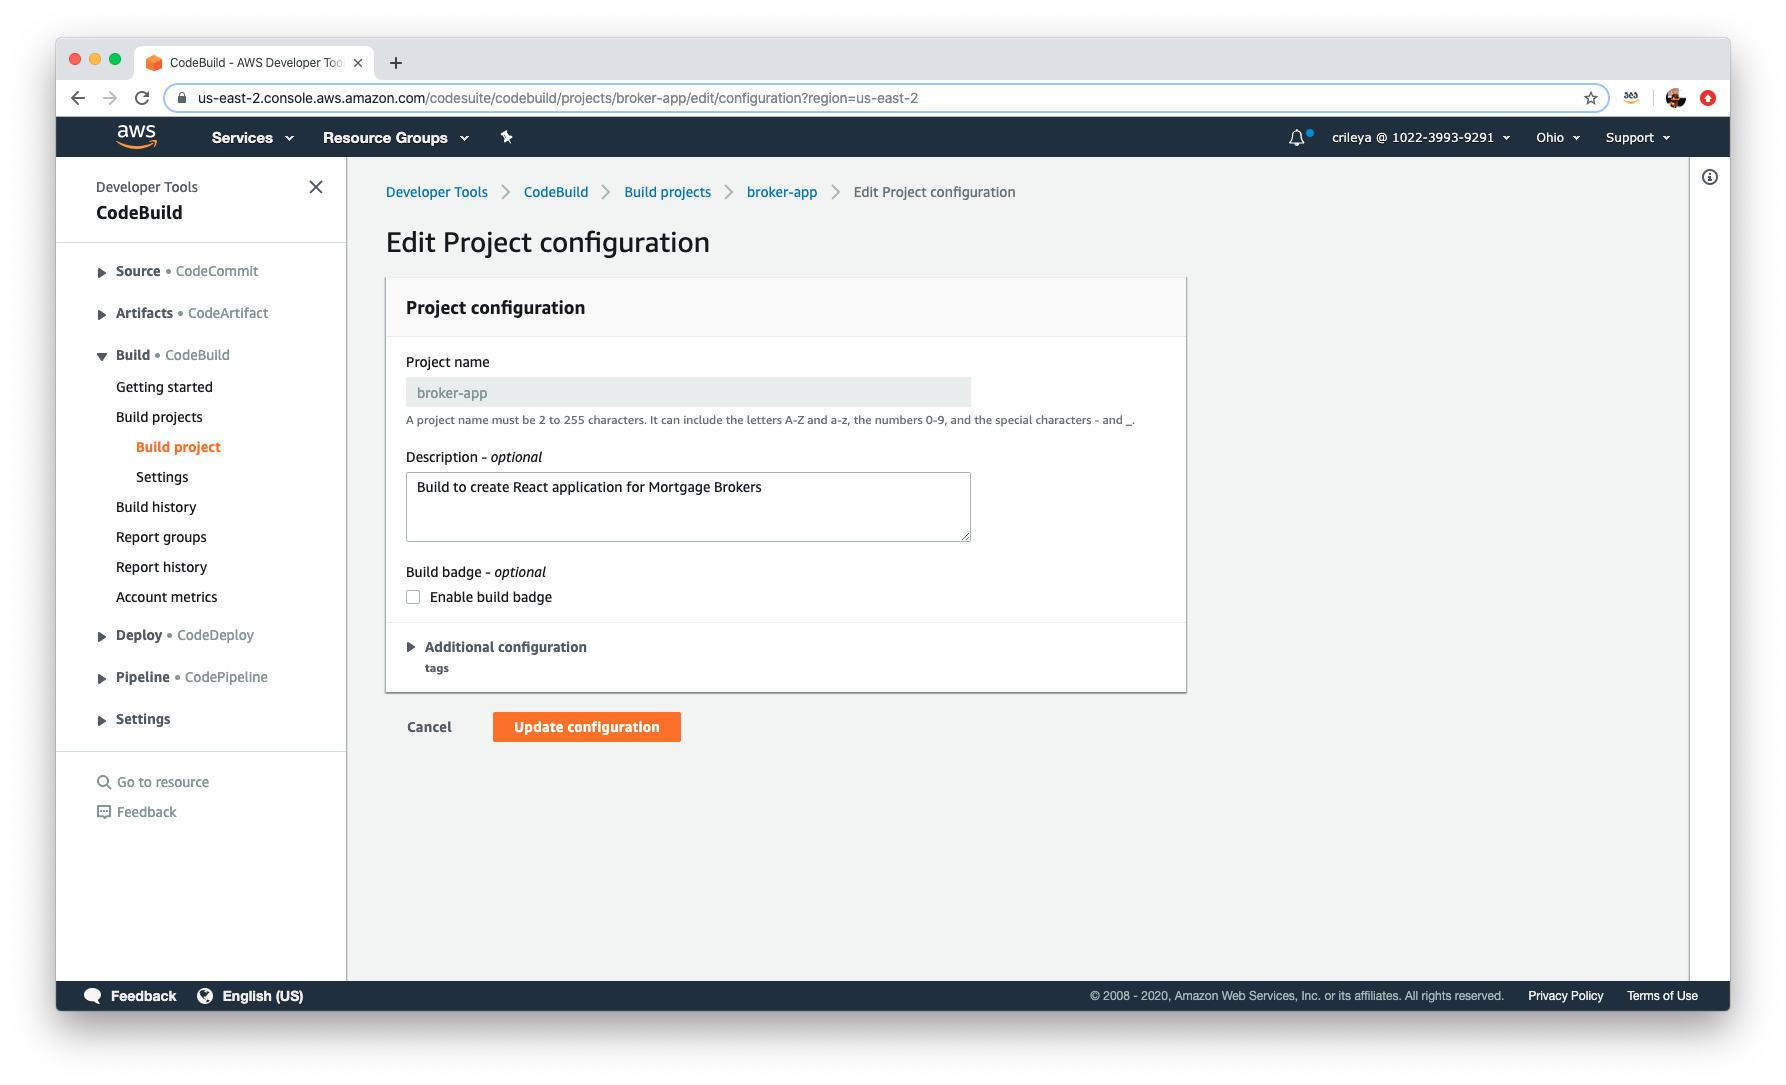 CodeBuild - AWS Developer Too
us-east-2.console.aws.amazon.com/codesuite/codebuild/projects/broker-app/edit/configuration?region=us-east-2
aws
Services
Resource Groups
crileya @ 1022-3993-9291
Ohio
Support
Developer Tools
CodeBuild
Source • CodeCommit
Artifacts • CodeArtifact
Build • CodeBuild
Getting started
Build projects
Build project
Settings
Build history
Report groups
Report history
Account metrics
Deploy • CodeDeploy
Pipeline • CodePipeline
Settings
Go to resource
Feedback
Developer Tools
CodeBuild
Build projects
broker-app
Edit Project configuration
Edit Project configuration
Project configuration
Project name
broker-app
A project name must be 2 to 255 characters. It can include the letters A-Z and a-z, the numbers 0-9, and the special characters - and _.
Description - optional
Build to create React application for Mortgage Brokers
Build badge - optional
Enable build badge
Additional configuration
tags
Cancel
Update configuration
Feedback
English (US)
© 2008 - 2020, Amazon Web Services, Inc. or its affiliates. All rights reserved.
Privacy Policy
Terms of Use